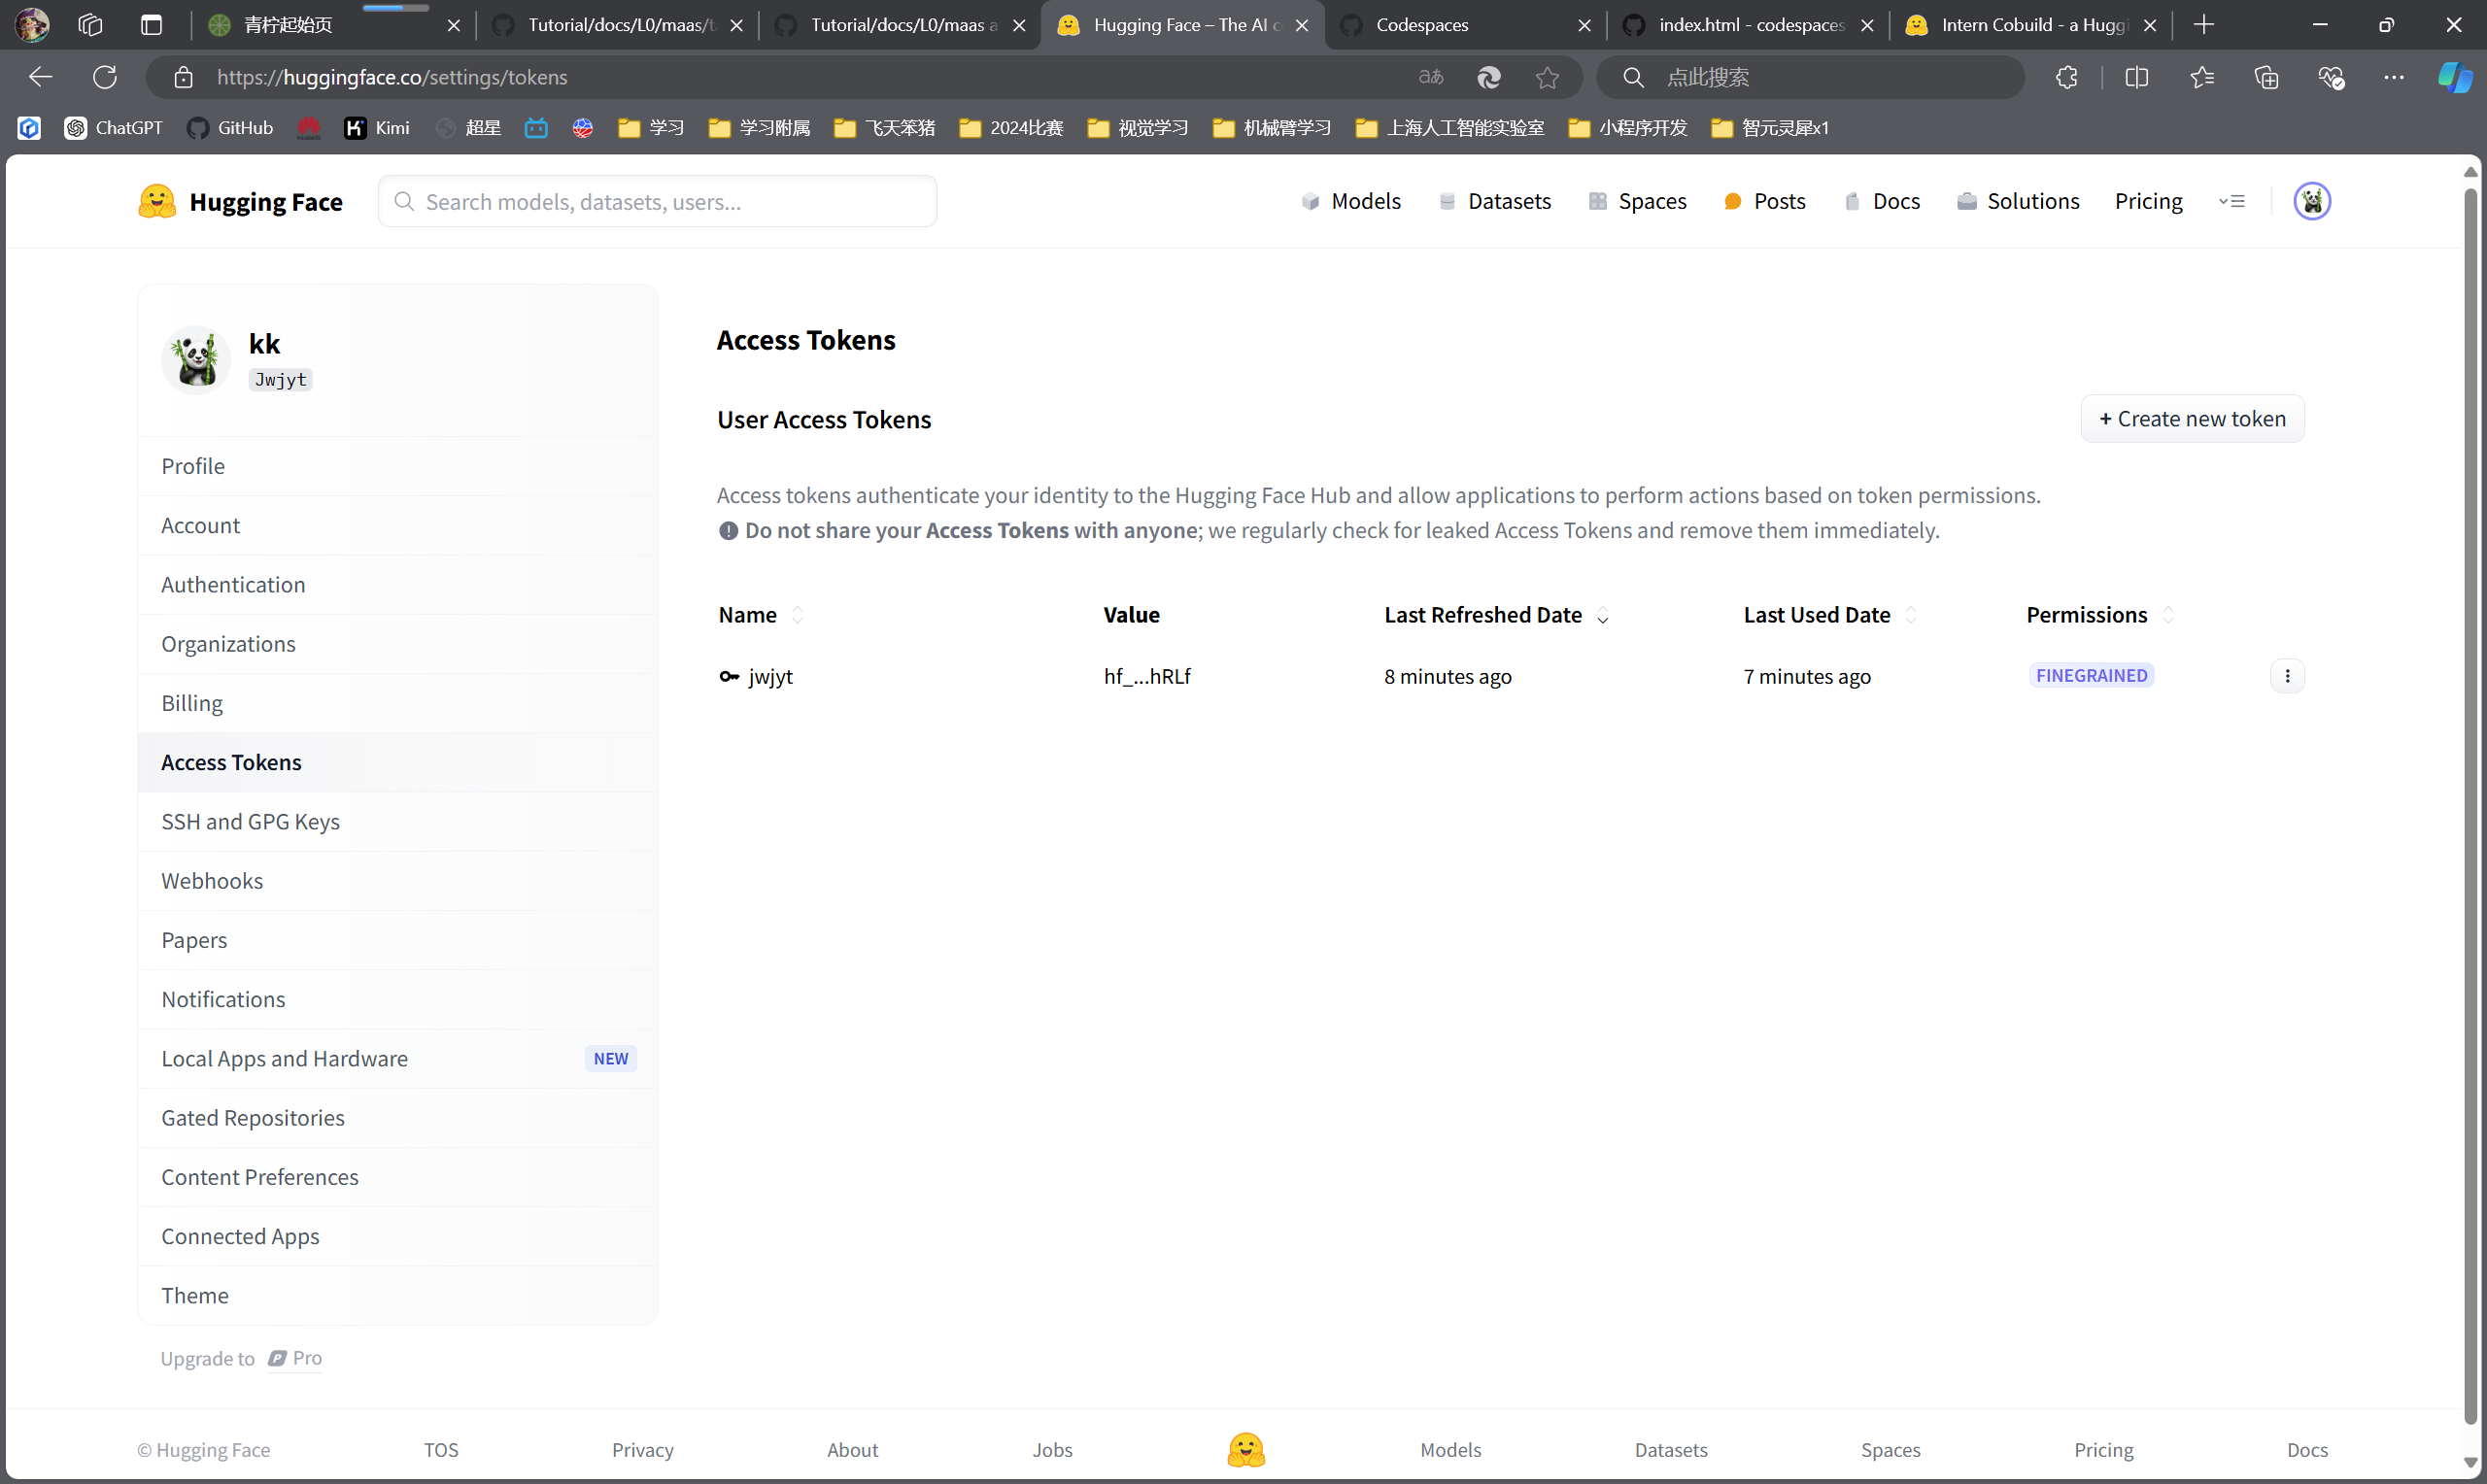 青柠起始页
Tutorial/docs/L0/maas/t
Tutorial/docs/L0/maas a
Hugging Face – The AI c
Codespaces
index.html - codespaces
Intern Cobuild - a Huggi
https://huggingface.co/settings/tokens
点此搜索
ChatGPT
GitHub
Kimi
超星
学习
学习附属
飞天笨猪
2024比赛
视觉学习
机械臂学习
上海人工智能实验室
小程序开发
智元灵犀x1
Hugging Face
Search models, datasets, users...
Models
Datasets
Spaces
Posts
Docs
Solutions
Pricing
kk
Jwjyt
Profile
Account
Authentication
Organizations
Billing
Access Tokens
SSH and GPG Keys
Webhooks
Papers
Notifications
Local Apps and Hardware NEW
Gated Repositories
Content Preferences
Connected Apps
Theme
Upgrade to Pro
Access Tokens
User Access Tokens
+ Create new token
Access tokens authenticate your identity to the Hugging Face Hub and allow applications to perform actions based on token permissions.
Do not share your Access Tokens with anyone; we regularly check for leaked Access Tokens and remove them immediately.
Name Value Last Refreshed Date Last Used Date Permissions
jwjyt hf_...hRLf 8 minutes ago 7 minutes ago FINEGRAINED
© Hugging Face TOS Privacy About Jobs Models Datasets Spaces Pricing Docs